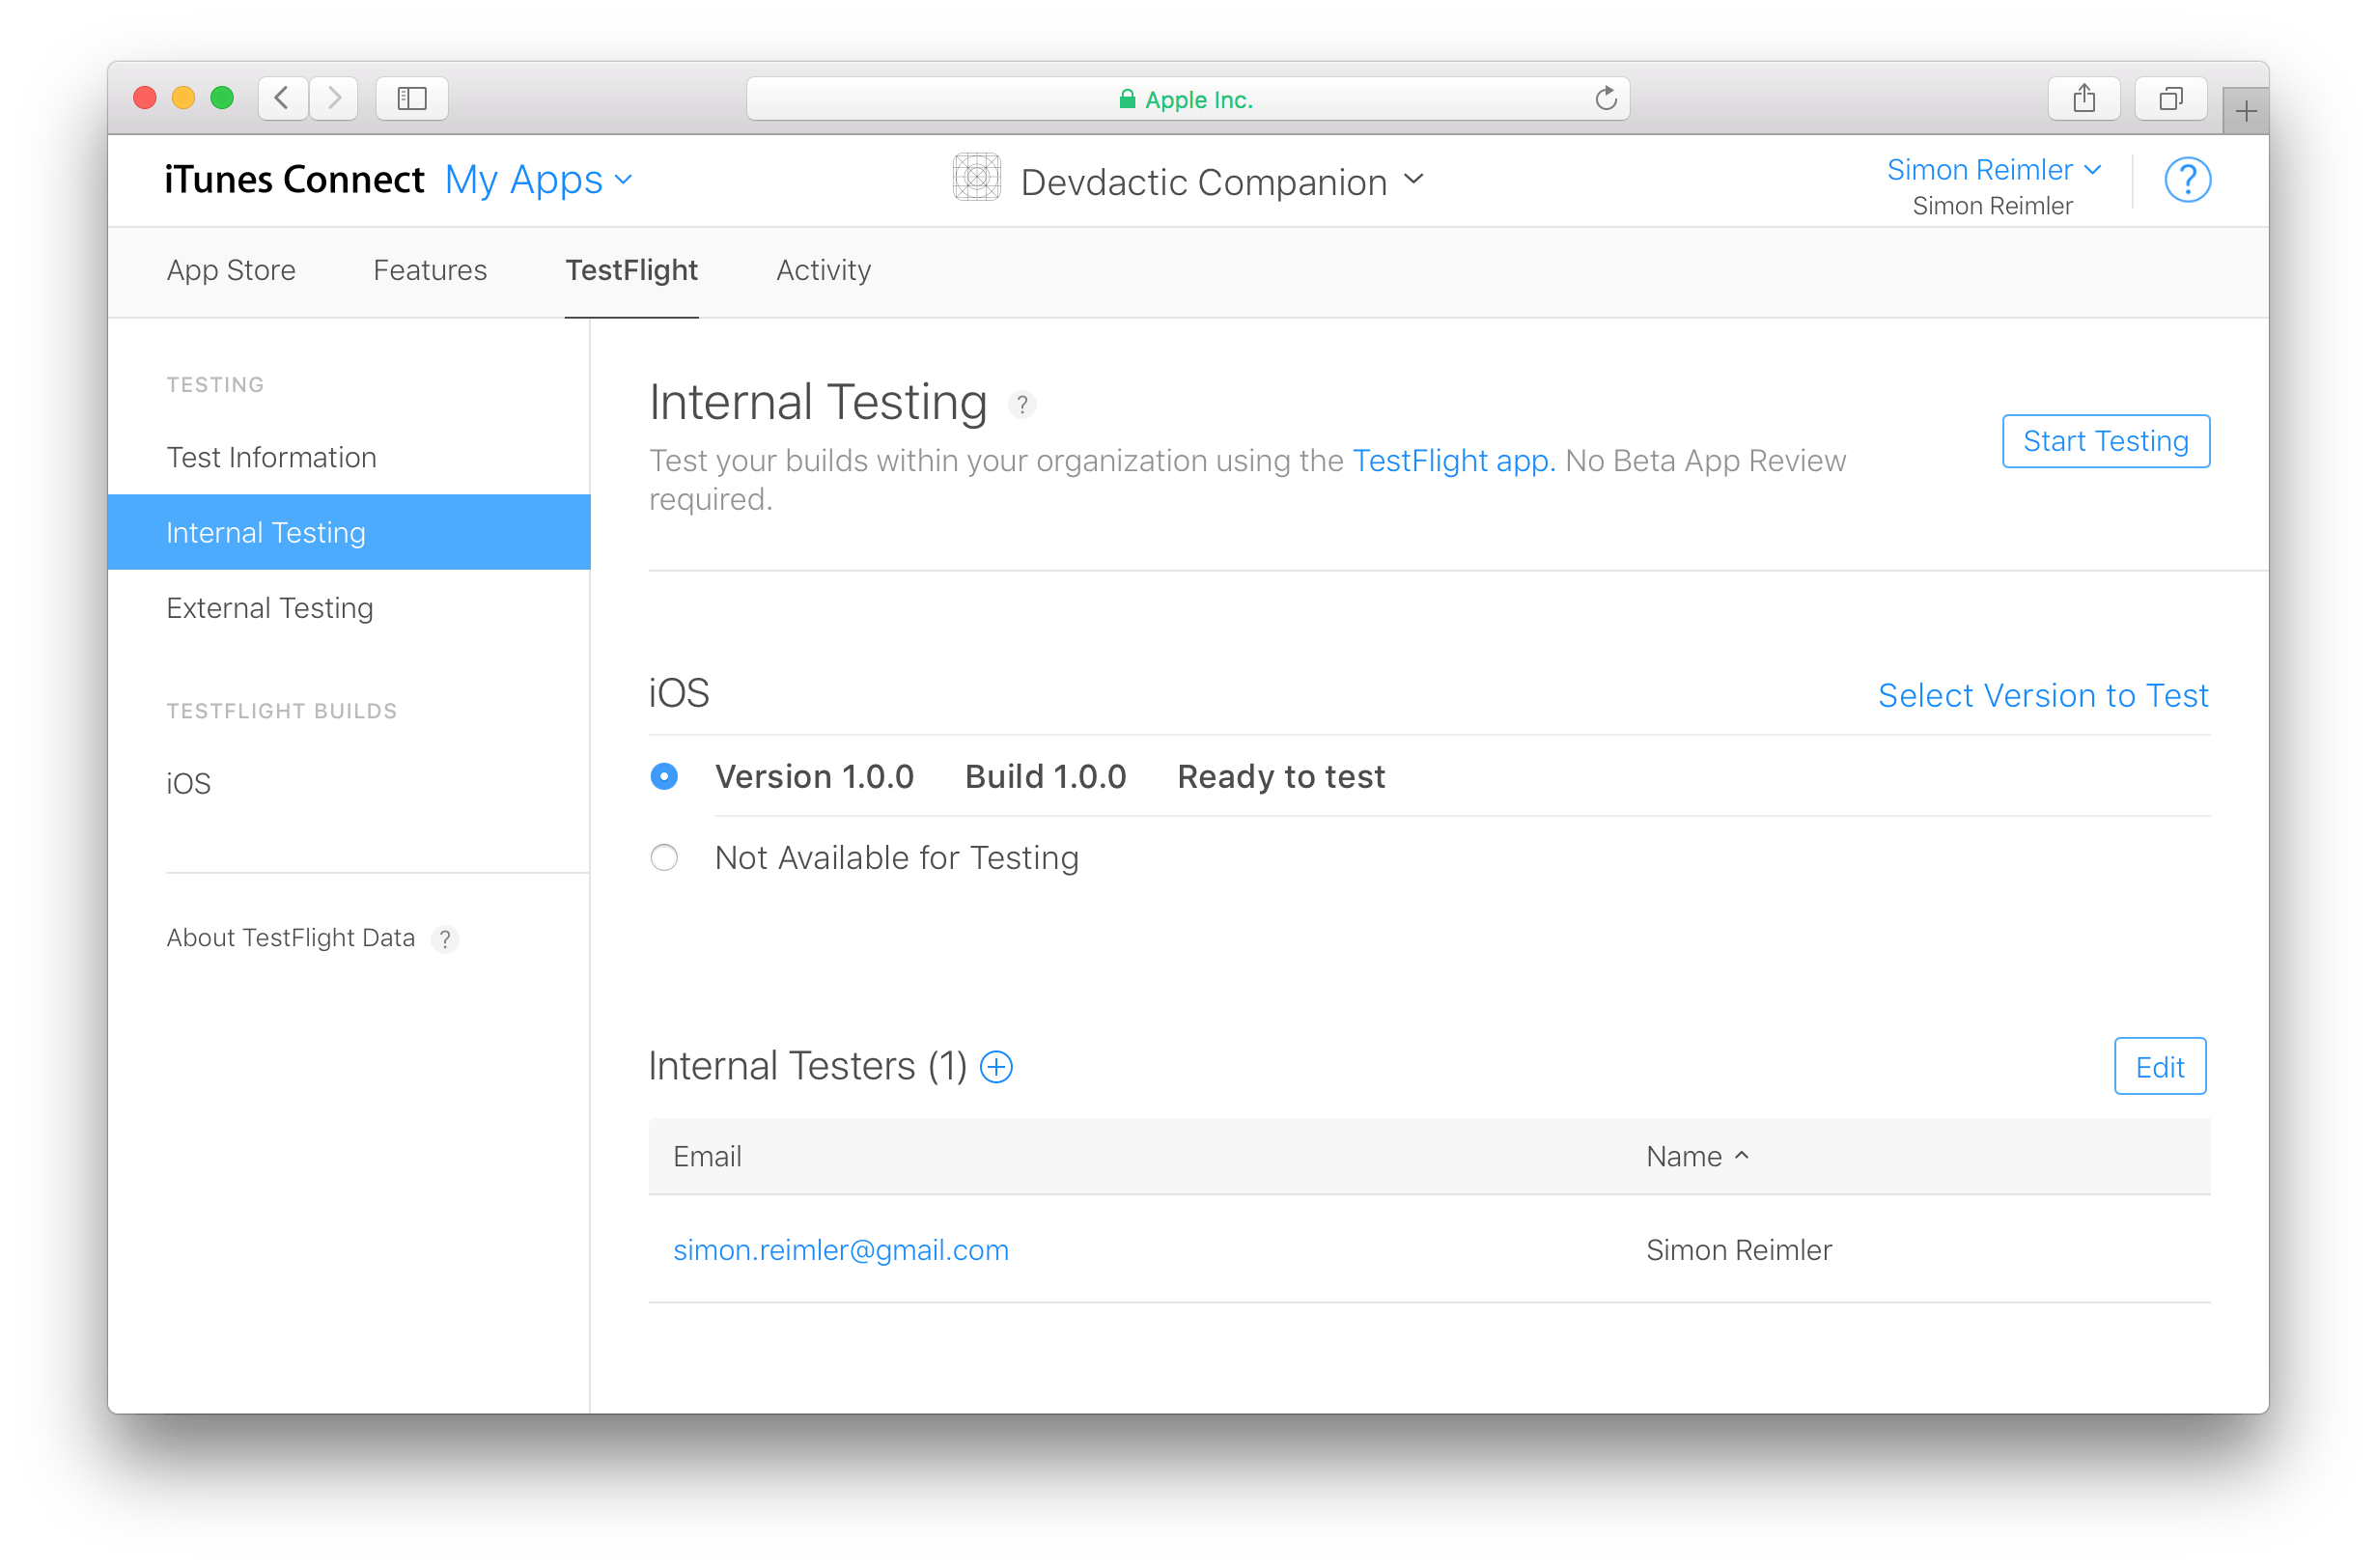 Apple Inc.
iTunes Connect My Apps
Devdactic Companion
Simon Reimler
Simon Reimler
?
App Store Features TestFlight Activity
TESTING
Test Information
Internal Testing
External Testing
TESTFLIGHT BUILDS
iOS
About TestFlight Data ?
Internal Testing ?
Test your builds within your organization using the TestFlight app. No Beta App Review
required.
Start Testing
iOS
Select Version to Test
Version 1.0.0 Build 1.0.0 Ready to test
Not Available for Testing
Internal Testers (1)
Edit
Email Name
simon.reimler@gmail.com Simon Reimler